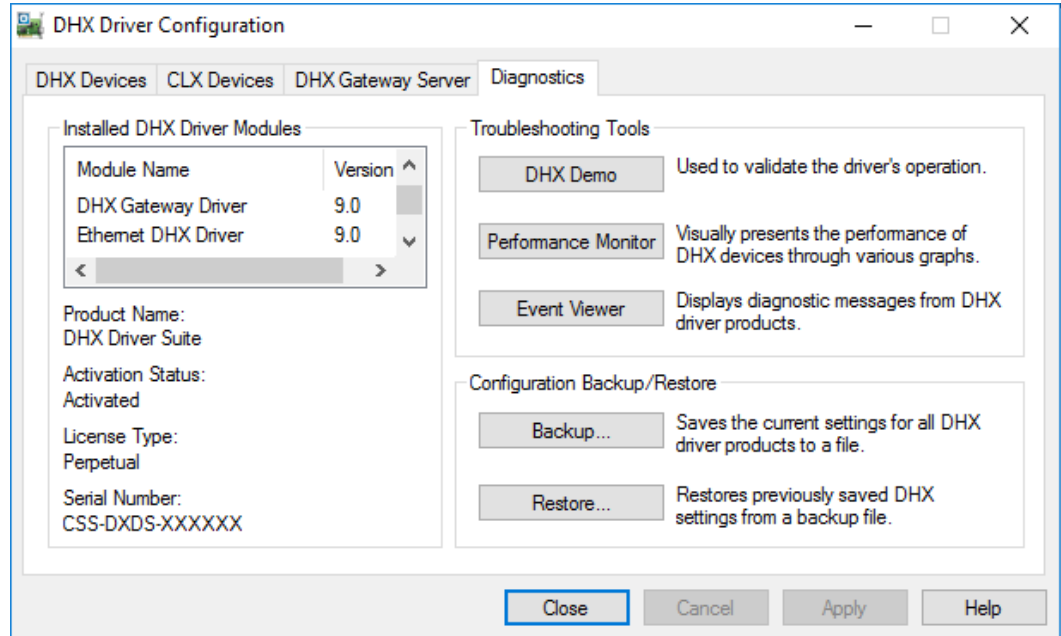 DHX Driver Configuration
DHX Devices CLX Devices DHX Gateway Server Diagnostics
Installed DHX Driver Modules
Module Name Version
DHX Gateway Driver 9.0
Ethernet DHX Driver 9.0
Product Name:
DHX Driver Suite
Activation Status:
Activated
License Type:
Perpetual
Serial Number:
CSS-DXDS-XXXXXX
Troubleshooting Tools
DHX Demo
Used to validate the driver's operation.
Performance Monitor
Visually presents the performance of
DHX devices through various graphs.
Event Viewer
Displays diagnostic messages from DHX
driver products.
Configuration Backup/Restore
Backup...
Saves the current settings for all DHX
driver products to a file.
Restore...
Restores previously saved DHX
settings from a backup file.
Close Cancel Apply Help